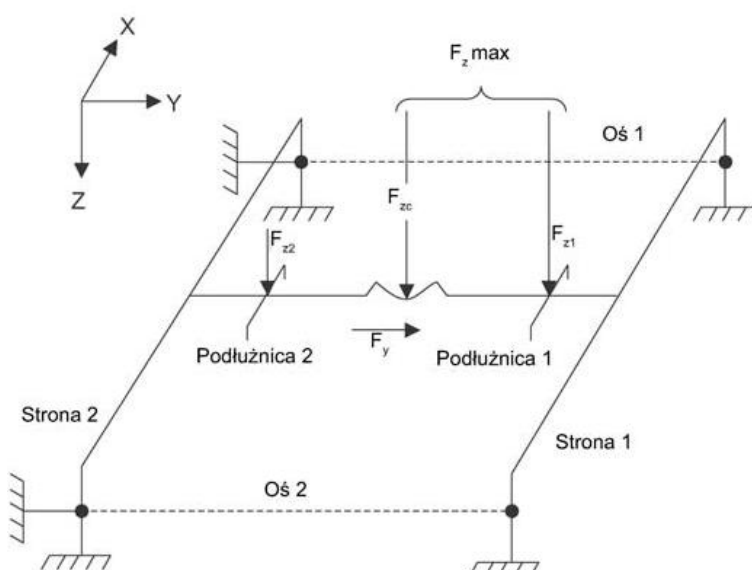 X
F_z max
Y
Oś 1
Z
F_zc
F_z2
F_z1
Podłużnica 2
F_y
Podłużnica 1
Strona 2
Strona 1
Oś 2